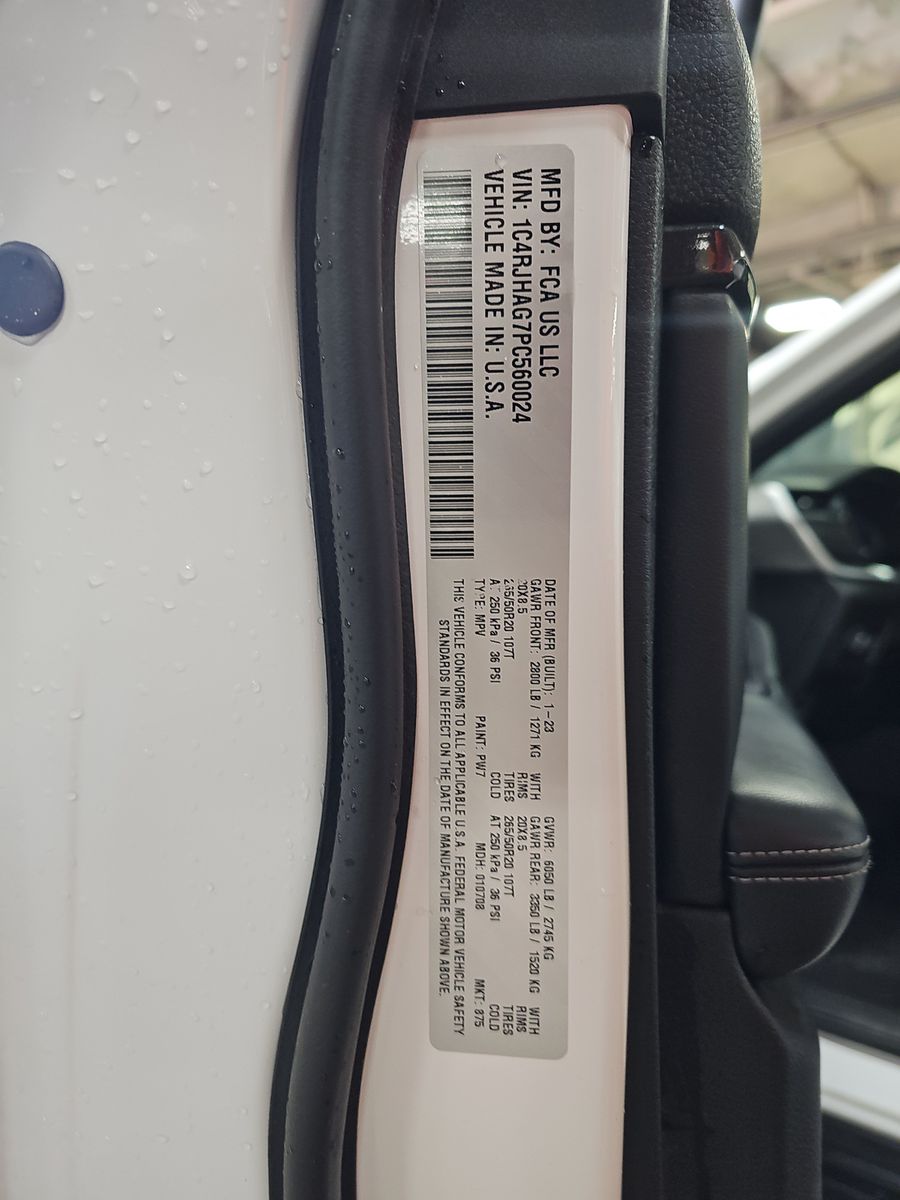 MFD BY: FCA US LLC
VIN: 1C4RJHAG7PC560024
VEHICLE MADE IN: U.S.A.
DATE OF MFR (BUILT): 1-23 GVWR: 6050 LB / 2745 KG
GAWR FRONT: 2800 LB / 1271 KG WITH GAWR REAR: 3350 LB / 1520 KG WITH
20X8.5 RIMS 20X8.5 RIMS
265/50R20 107T TIRES 265/50R20 107T TIRES
AT 250 kPa / 36 PSI COLD AT 250 kPa / 36 PSI COLD
TYPE: MPV PAINT: PW7 MDH: 010708 MKT: 875
THIS VEHICLE CONFORMS TO ALL APPLICABLE U.S.A. FEDERAL MOTOR VEHICLE SAFETY
STANDARDS IN EFFECT ON THE DATE OF MANUFACTURE SHOWN ABOVE.